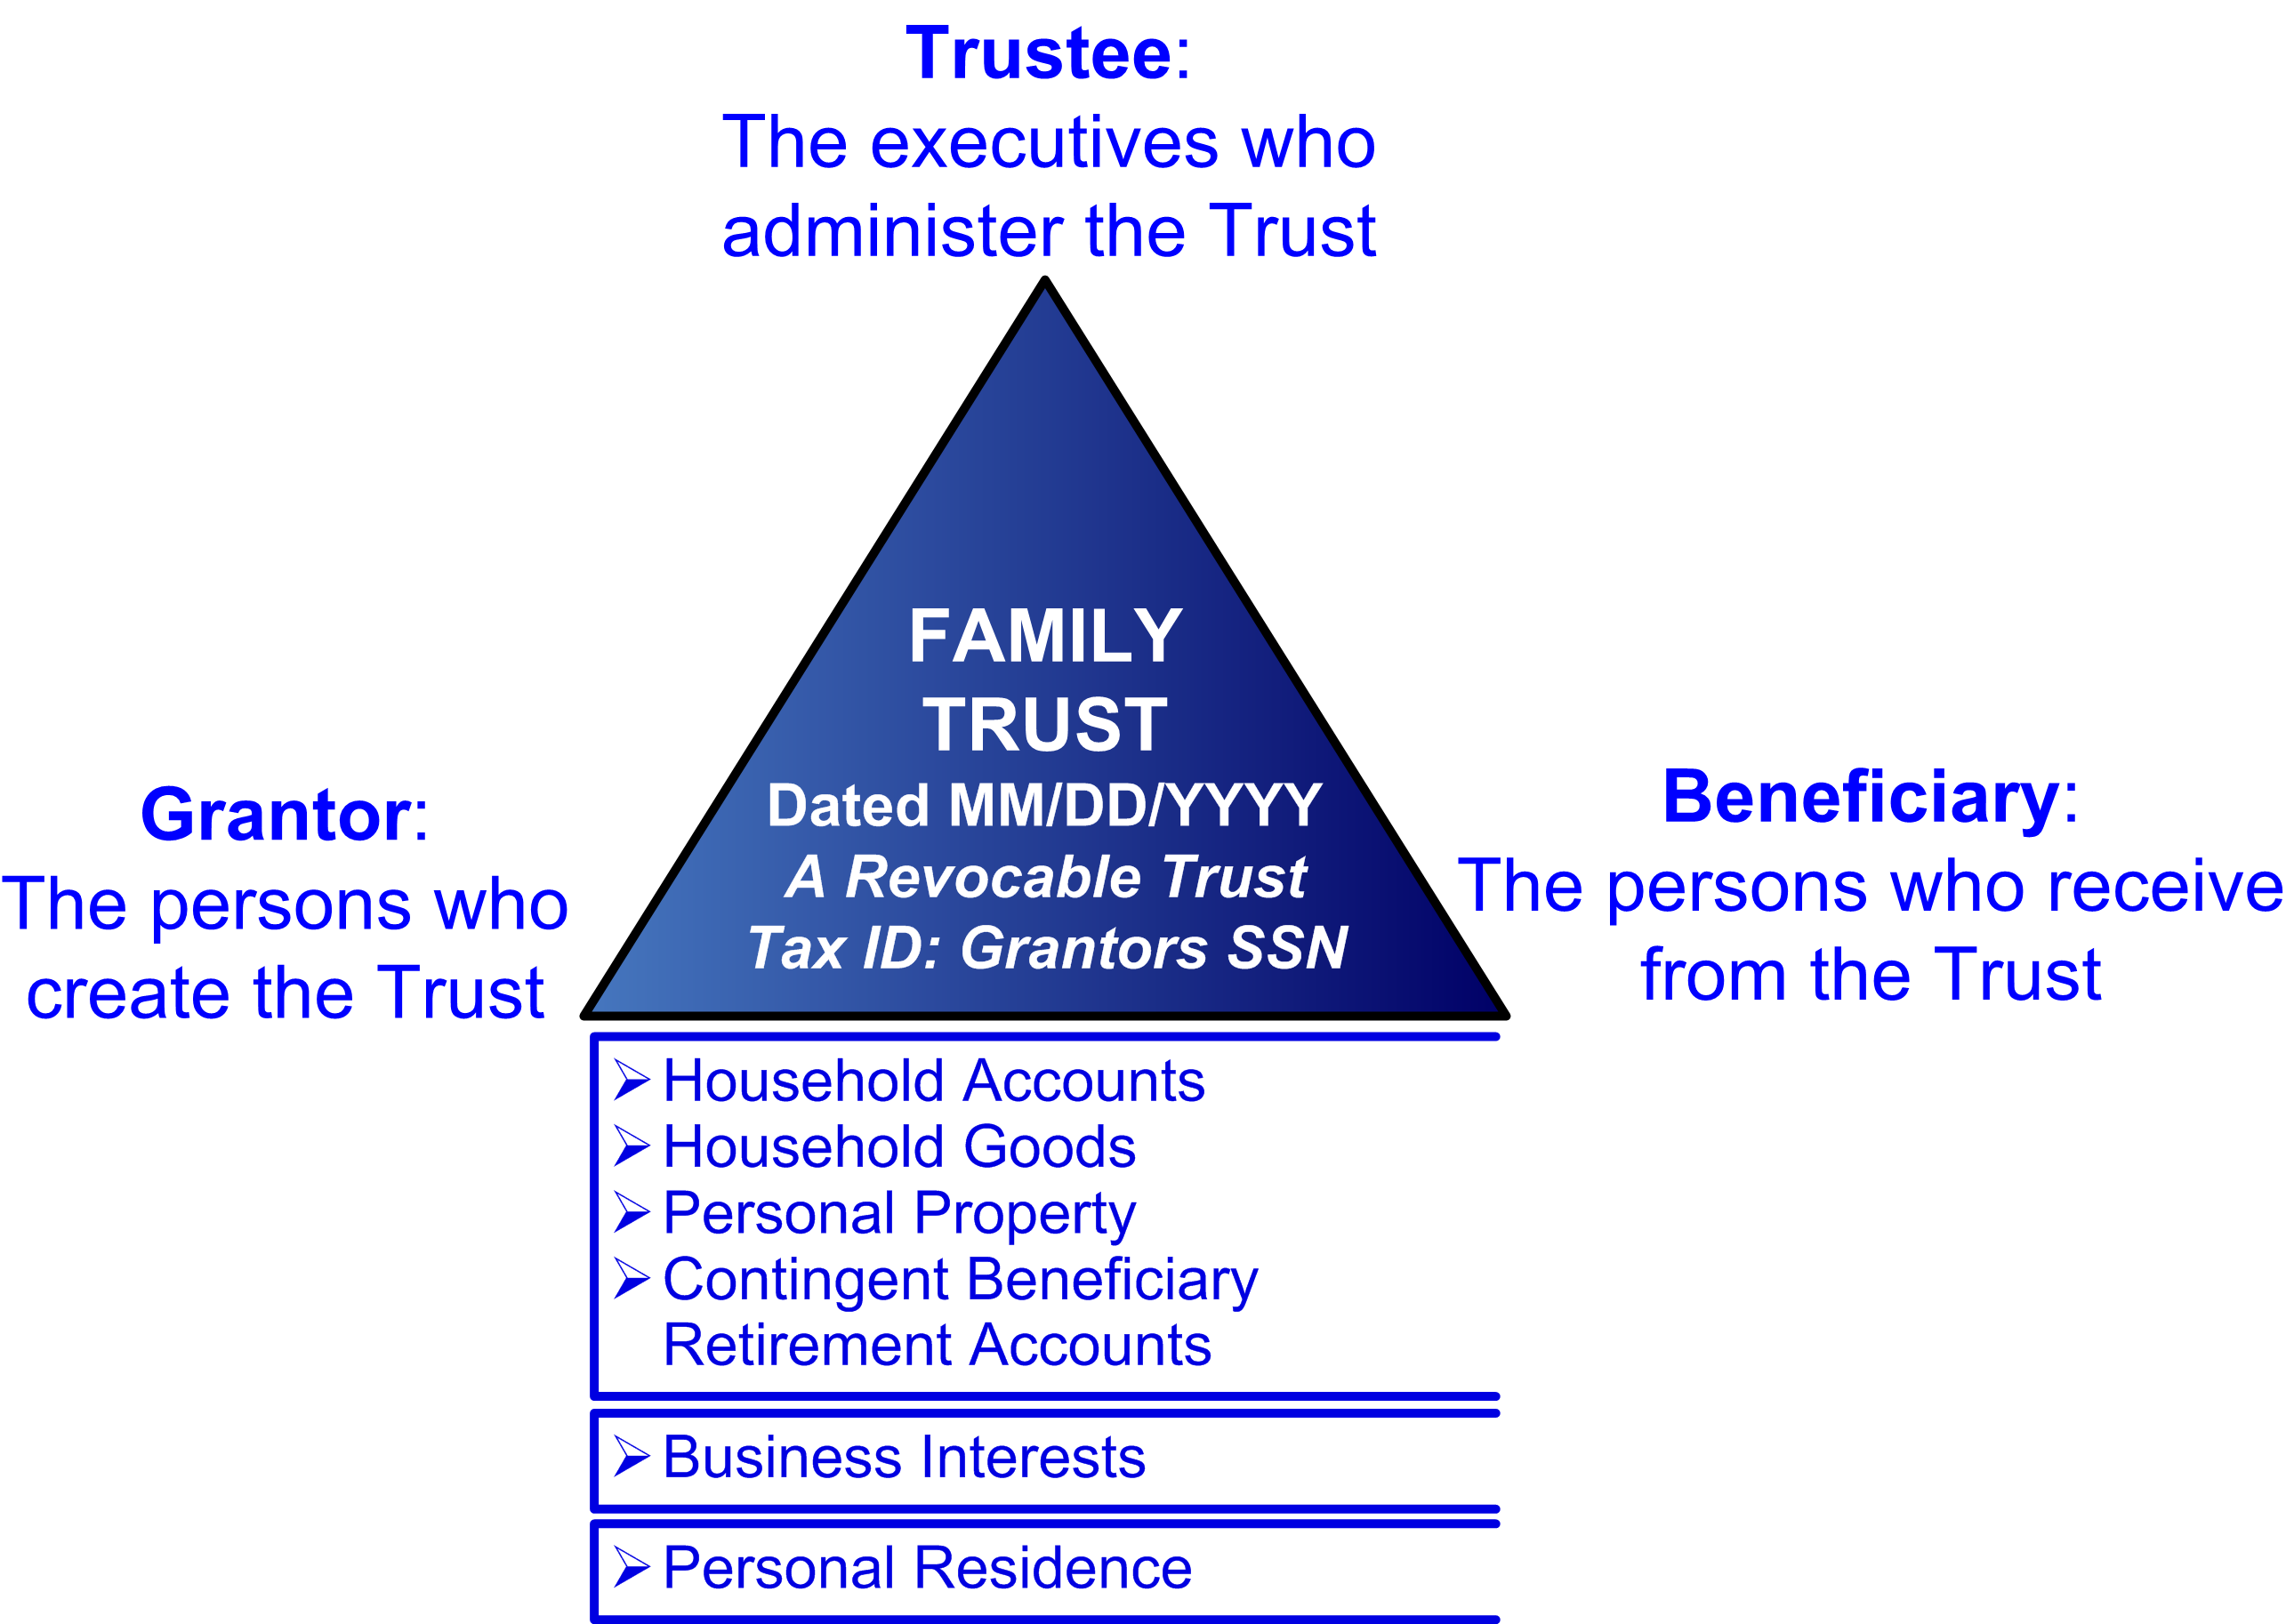 Trustee:
The executives who
administer the Trust
FAMILY
TRUST
Dated MM/DD/YYYY
A Revocable Trust
Tax ID: Grantors SSN
Grantor:
The persons who
create the Trust
Beneficiary:
The persons who receive
from the Trust
Household Accounts
Household Goods
Personal Property
Contingent Beneficiary
Retirement Accounts
Business Interests
Personal Residence